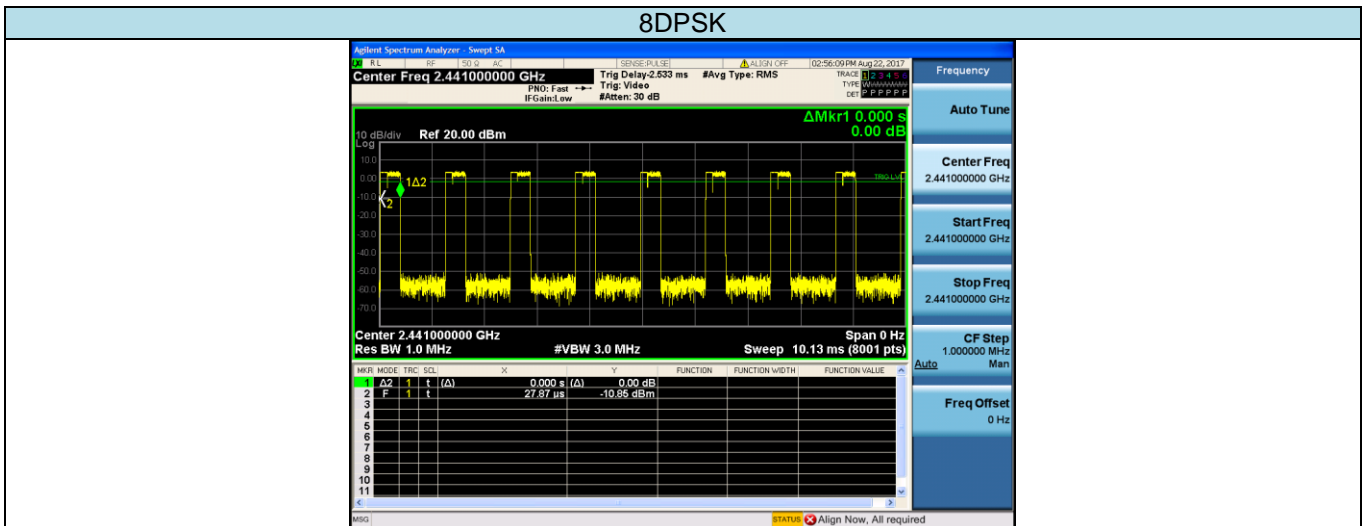 8DPSK
Agilent Spectrum Analyzer - Swept SA
RL RF 50 Ω AC SENSE:PULSE ALIGN OFF 02:56:09 PM Aug 22, 2017
Center Freq 2.441000000 GHz
PNO: Fast
IFGain:Low
Trig Delay-2.533 ms
Trig: Video
#Atten: 30 dB
#Avg Type: RMS
TRACE 1 2 3 4 5 6
TYPE
DET P P P P P P
ΔMkr1 0.000 s
0.00 dB
10 dB/div Ref 20.00 dBm
Log
10.0
0.00
1Δ2
TRIG LVL
-10.0
2
-20.0
-30.0
-40.0
-50.0
-60.0
-70.0
Center 2.441000000 GHz Span 0 Hz
Res BW 1.0 MHz #VBW 3.0 MHz Sweep 10.13 ms (8001 pts)
MKR MODE TRC SCL X Y FUNCTION FUNCTION WIDTH FUNCTION VALUE
1 Δ2 1 t (Δ) 0.000 s (Δ) 0.00 dB
2 F 1 t 27.87 µs -10.85 dBm
3
4
5
6
7
8
9
10
11
MSG STATUS Align Now, All required
Frequency
Auto Tune
Center Freq
2.441000000 GHz
Start Freq
2.441000000 GHz
Stop Freq
2.441000000 GHz
CF Step
1.000000 MHz
Auto Man
Freq Offset
0 Hz